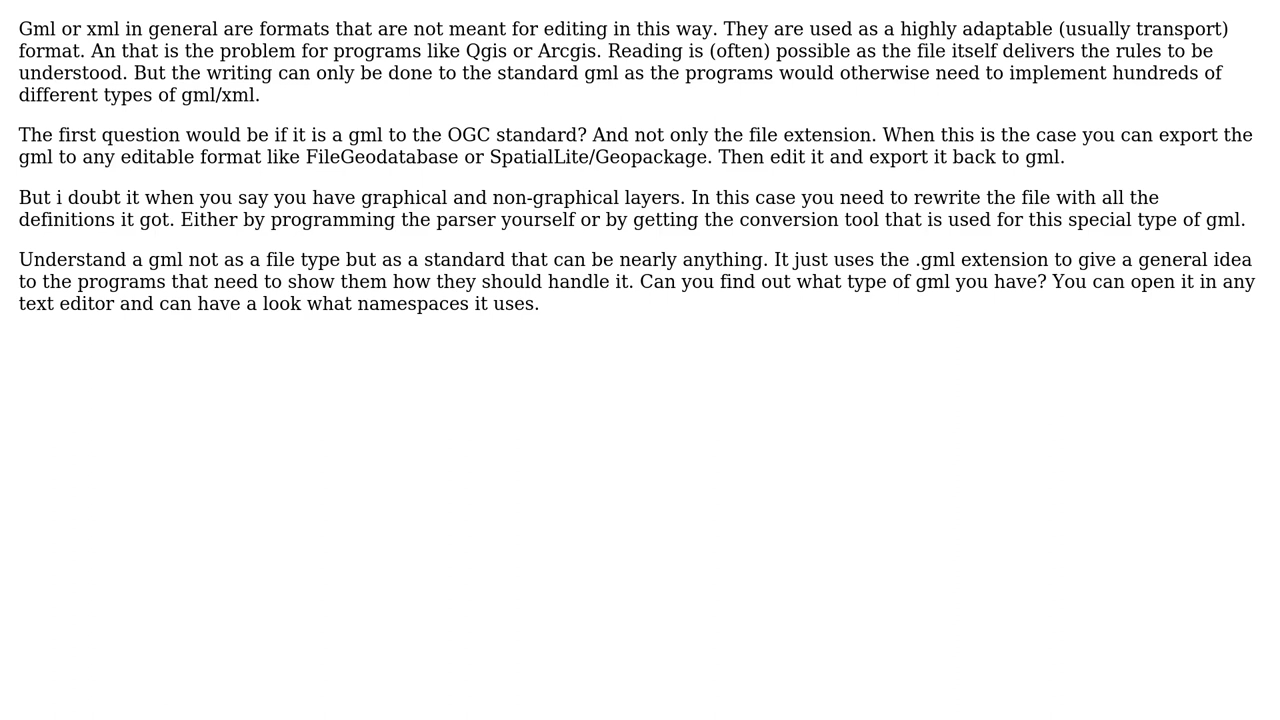 Gml or xml in general are formats that are not meant for editing in this way. They are used as a highly adaptable (usually transport)
format. An that is the problem for programs like Qgis or Arcgis. Reading is (often) possible as the file itself delivers the rules to be
understood. But the writing can only be done to the standard gml as the programs would otherwise need to implement hundreds of
different types of gml/xml.
The first question would be if it is a gml to the OGC standard? And not only the file extension. When this is the case you can export the
gml to any editable format like FileGeodatabase or SpatialLite/Geopackage. Then edit it and export it back to gml.
But i doubt it when you say you have graphical and non-graphical layers. In this case you need to rewrite the file with all the
definitions it got. Either by programming the parser yourself or by getting the conversion tool that is used for this special type of gml.
Understand a gml not as a file type but as a standard that can be nearly anything. It just uses the .gml extension to give a general idea
to the programs that need to show them how they should handle it. Can you find out what type of gml you have? You can open it in any
text editor and can have a look what namespaces it uses.